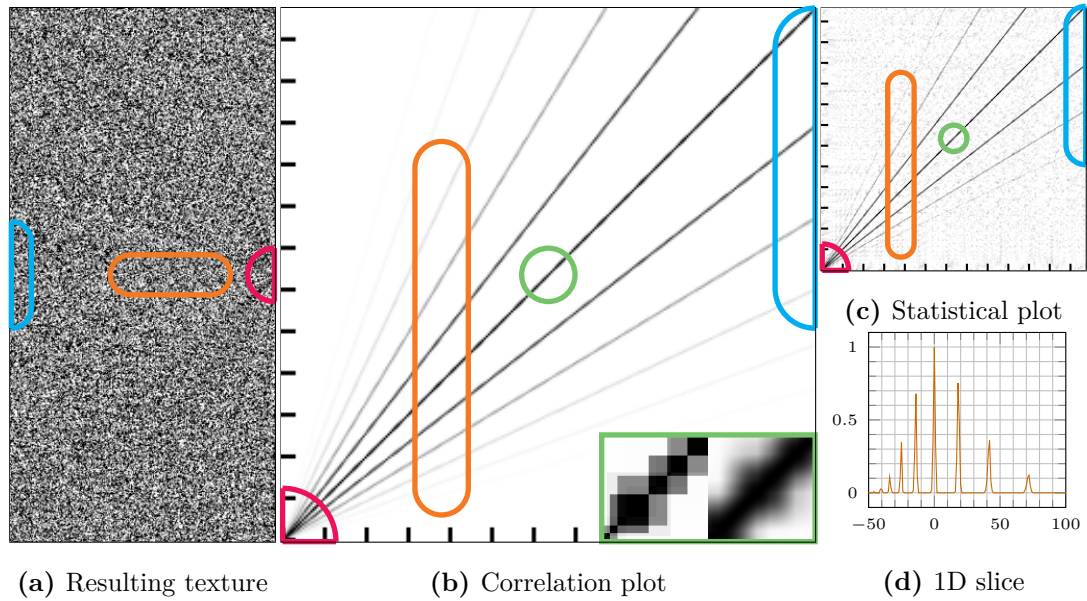 (a) Resulting texture
(b) Correlation plot
(c) Statistical plot
1
0.5
0
−50
0
50
100
(d) 1D slice